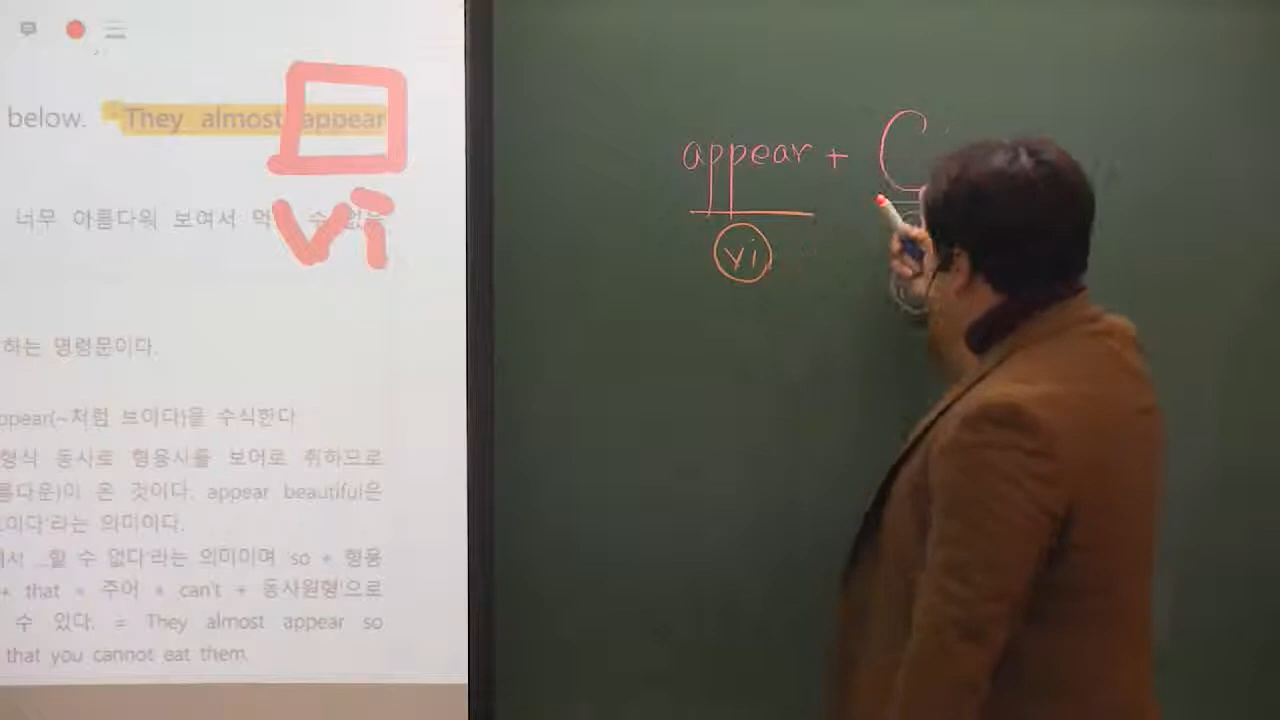 below. They almost appear
vi
너무 아름다워 보여서 먹 수 없는
하는 명령문이다.
ppear(~처럼 보이다)을 수식한다
형식 동사로 형용사를 보어로 취하므로
름다운)이 온 것이다. appear beautiful은
보이다'라는 의미이다.
해서 ...할 수 없다'라는 의미이며 so + 형용
+ that + 주어 + can't + 동사원형'으로
수 있다. = They almost appear so
that you cannot eat them.
appear + C
vi